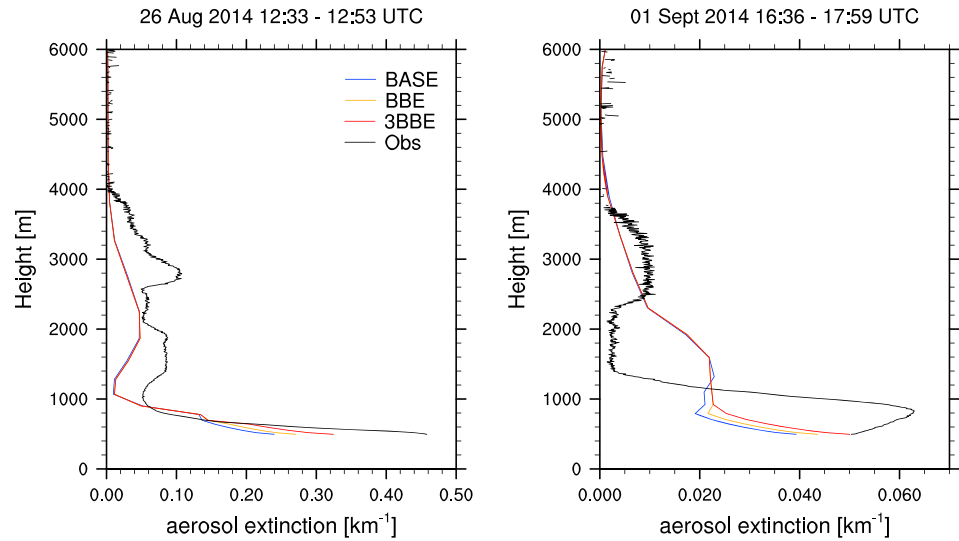 26 Aug 2014 12:33 - 12:53 UTC
01 Sept 2014 16:36 - 17:59 UTC
BASE
BBE
3BBE
Obs
Height [m]
6000
5000
4000
3000
2000
1000
0
0.00 0.10 0.20 0.30 0.40 0.50
aerosol extinction [km⁻¹]
Height [m]
6000
5000
4000
3000
2000
1000
0
0.000 0.020 0.040 0.060
aerosol extinction [km⁻¹]